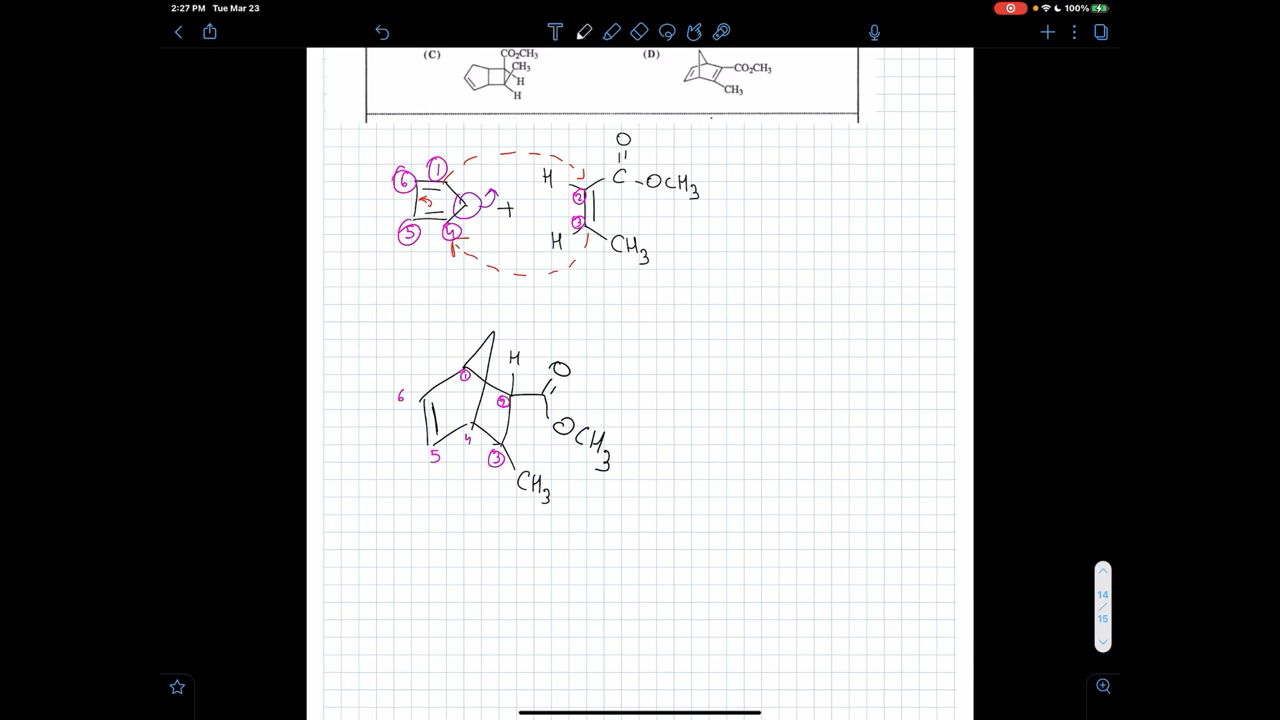 2:27 PM Tue Mar 23
100%
T
(C)
CO₂CH₃
CH₃
H
H
(D)
CO₂CH₃
CH₃
O
H
C
OCH₃
6
1
2
+
3
5
4
H
CH₃
H
O
1
6
2
OCH₃
4
5
3
CH₃
14
/
15